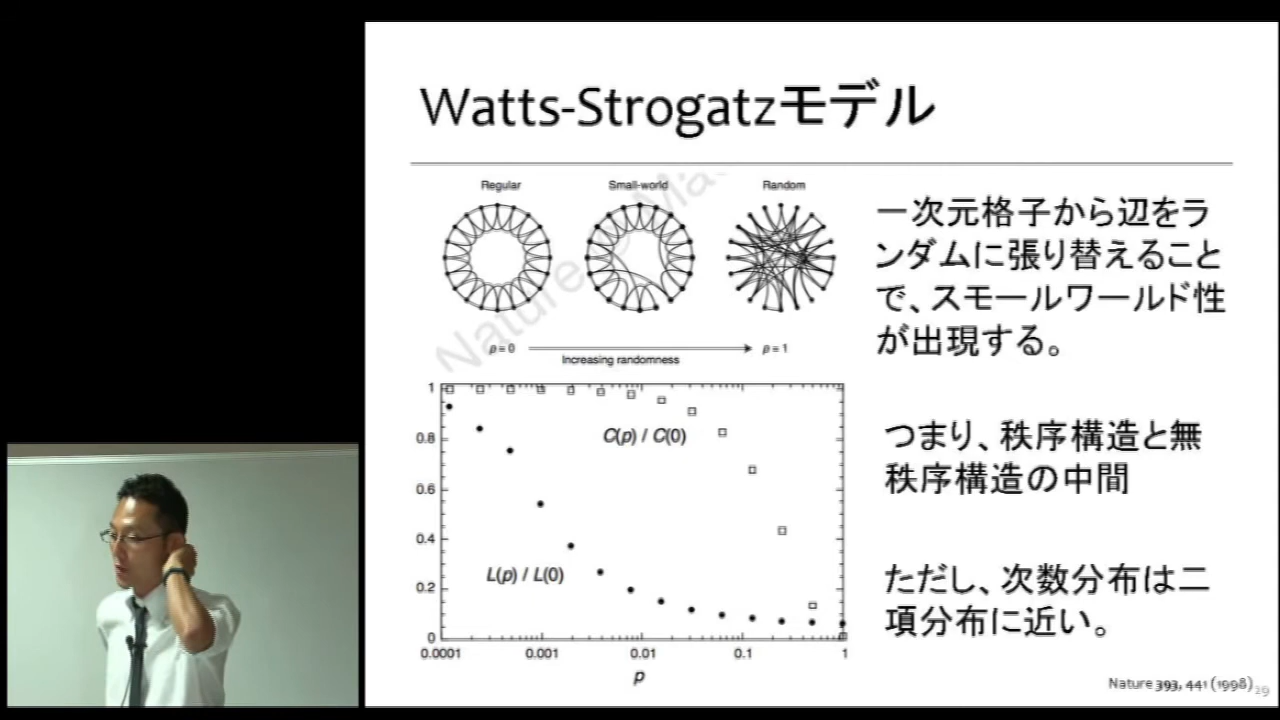 Watts-Strogatzモデル
Regular
Small-world
Random
p = 0
Increasing randomness
p = 1
一次元格子から辺をラ
ンダムに張り替えること
で、スモールワールド性
が出現する。
つまり、秩序構造と無
秩序構造の中間
ただし、次数分布は二
項分布に近い。
1
0.8
0.6
0.4
0.2
0
C(p) / C(0)
L(p) / L(0)
0.0001
0.001
0.01
0.1
1
p
Nature 393, 441 (1998)
29